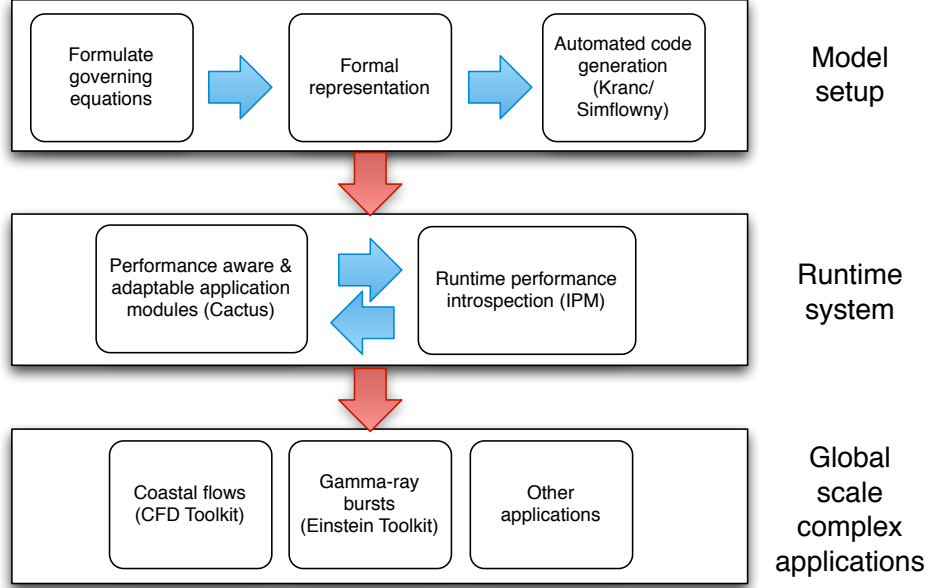 Formulate
governing
equations
Formal
representation
Automated code
generation
(Kranc/
Simflowny)
Model
setup
Performance aware &
adaptable application
modules (Cactus)
Runtime performance
introspection (IPM)
Runtime
system
Coastal flows
(CFD Toolkit)
Gamma-ray
bursts
(Einstein Toolkit)
Other
applications
Global
scale
complex
applications